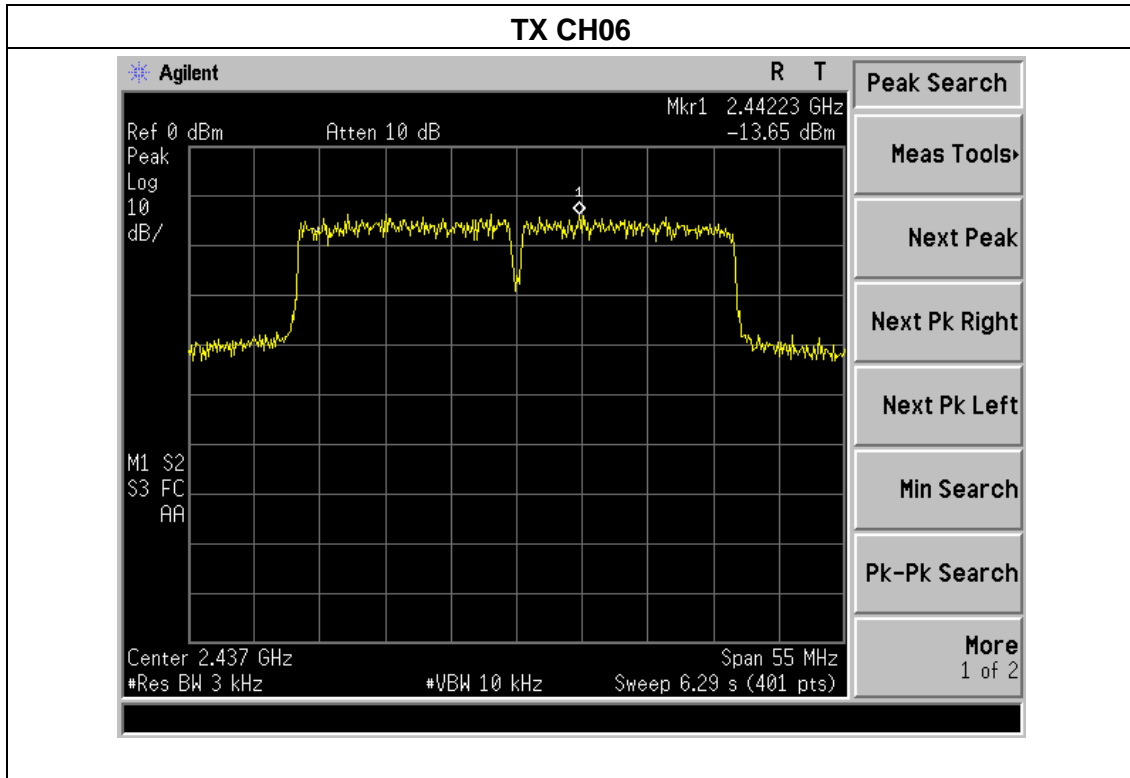 TX CH06
Agilent R T
Peak Search
Mkr1 2.44223 GHz
Ref 0 dBm Atten 10 dB -13.65 dBm
Peak
Log
10
dB/
1
M1 S2
S3 FC
AA
Center 2.437 GHz Span 55 MHz
#Res BW 3 kHz #VBW 10 kHz Sweep 6.29 s (401 pts)
Meas Tools
Next Peak
Next Pk Right
Next Pk Left
Min Search
Pk-Pk Search
More
1 of 2